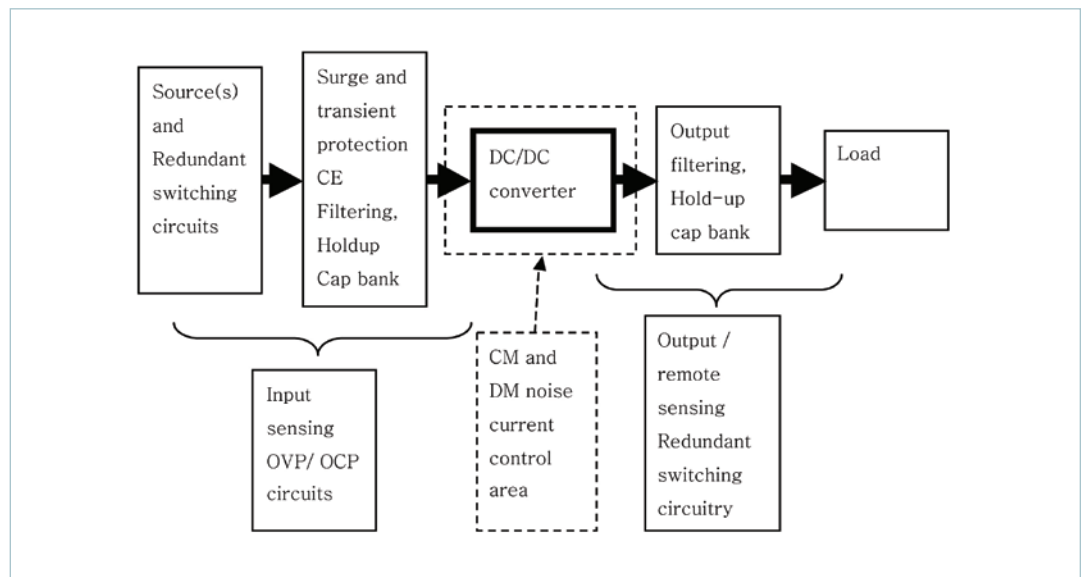 Source(s)
and
Redundant
switching
circuits
Surge and
transient
protection
CE
Filtering,
Holdup
Cap bank
DC/DC
converter
Output
filtering,
Hold-up
cap bank
Load
Input
sensing
OVP/ OCP
circuits
CM and
DM noise
current
control
area
Output /
remote
sensing
Redundant
switching
circuitry